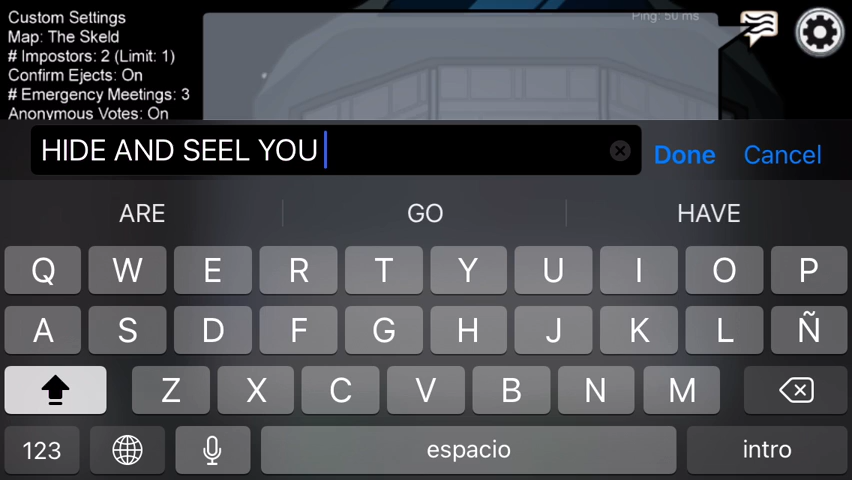 Custom Settings
Map: The Skeld
# Impostors: 2 (Limit: 1)
Confirm Ejects: On
# Emergency Meetings: 3
Anonymous Votes: On
Ping: 50 ms
HIDE AND SEEL YOU
Done
Cancel
ARE
GO
HAVE
Q W E R T Y U I O P
A S D F G H J K L Ñ
Z X C V B N M
123
espacio
intro